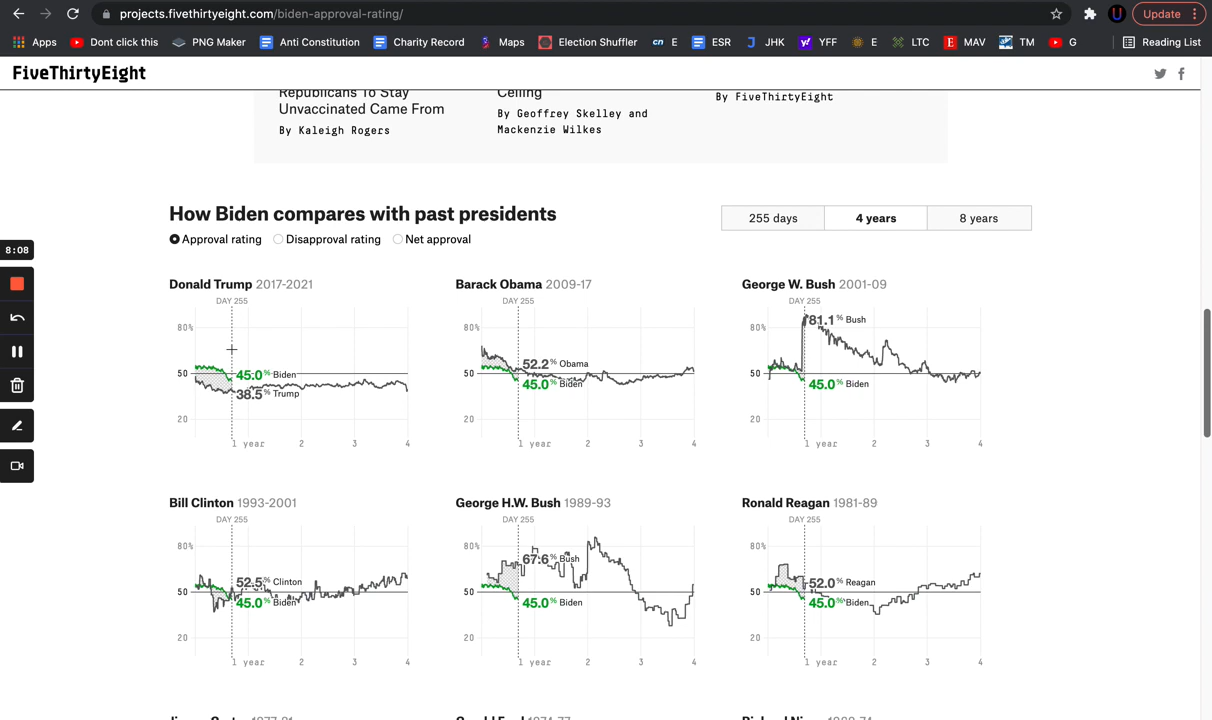 projects.fivethirtyeight.com/biden-approval-rating/
Update
Apps
Dont click this
PNG Maker
Anti Constitution
Charity Record
Maps
Election Shuffler
E
ESR
JHK
YFF
E
LTC
MAV
TM
G
Reading List
FiveThirtyEight
Republicans To Stay
Unvaccinated Came From
By Kaleigh Rogers
Ceiling
By Geoffrey Skelley and
Mackenzie Wilkes
By FiveThirtyEight
8:08
How Biden compares with past presidents
255 days
4 years
8 years
Approval rating
Disapproval rating
Net approval
Donald Trump 2017-2021
DAY 255
80%
50
20
45.0% Biden
38.5% Trump
1 year 2 3 4
Barack Obama 2009-17
DAY 255
80%
50
20
52.2% Obama
45.0% Biden
1 year 2 3 4
George W. Bush 2001-09
DAY 255
80%
50
20
81.1% Bush
45.0% Biden
1 year 2 3 4
Bill Clinton 1993-2001
DAY 255
80%
50
20
52.5% Clinton
45.0% Biden
1 year 2 3 4
George H.W. Bush 1989-93
DAY 255
80%
50
20
67.6% Bush
45.0% Biden
1 year 2 3 4
Ronald Reagan 1981-89
DAY 255
80%
50
20
52.0% Reagan
45.0% Biden
1 year 2 3 4